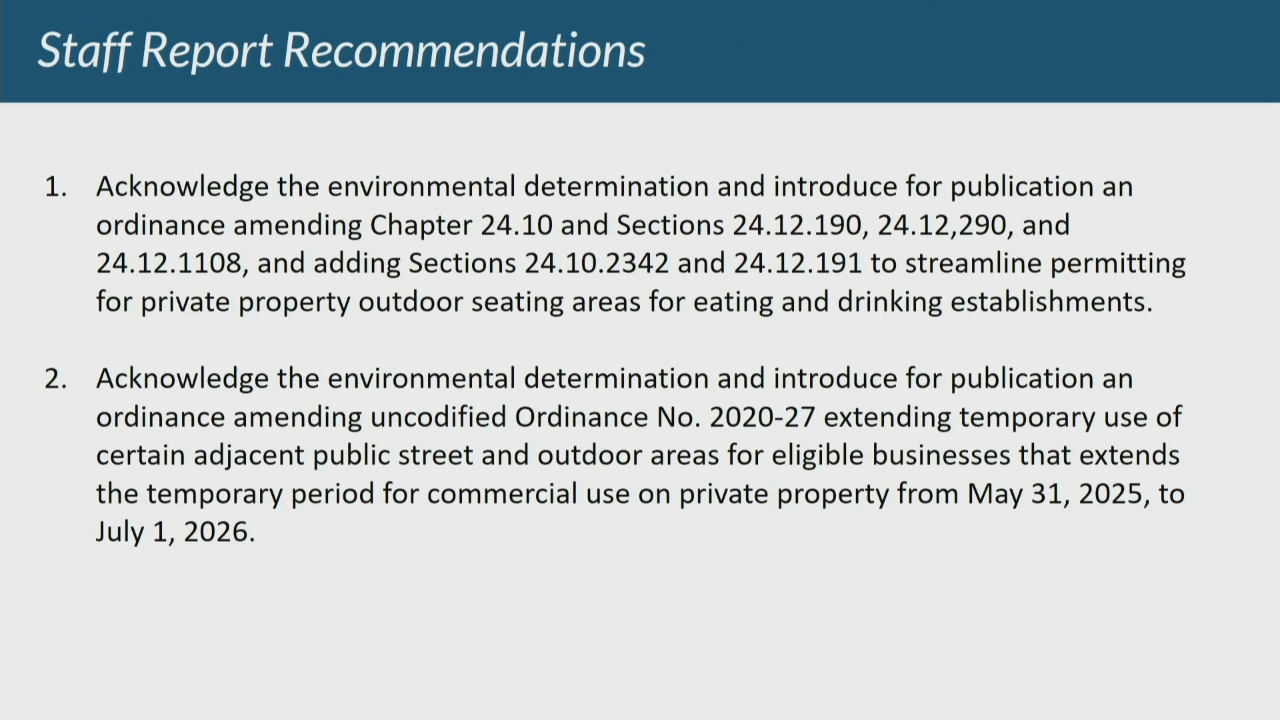 Staff Report Recommendations
1. Acknowledge the environmental determination and introduce for publication an
ordinance amending Chapter 24.10 and Sections 24.12.190, 24.12,290, and
24.12.1108, and adding Sections 24.10.2342 and 24.12.191 to streamline permitting
for private property outdoor seating areas for eating and drinking establishments.
2. Acknowledge the environmental determination and introduce for publication an
ordinance amending uncodified Ordinance No. 2020-27 extending temporary use of
certain adjacent public street and outdoor areas for eligible businesses that extends
the temporary period for commercial use on private property from May 31, 2025, to
July 1, 2026.